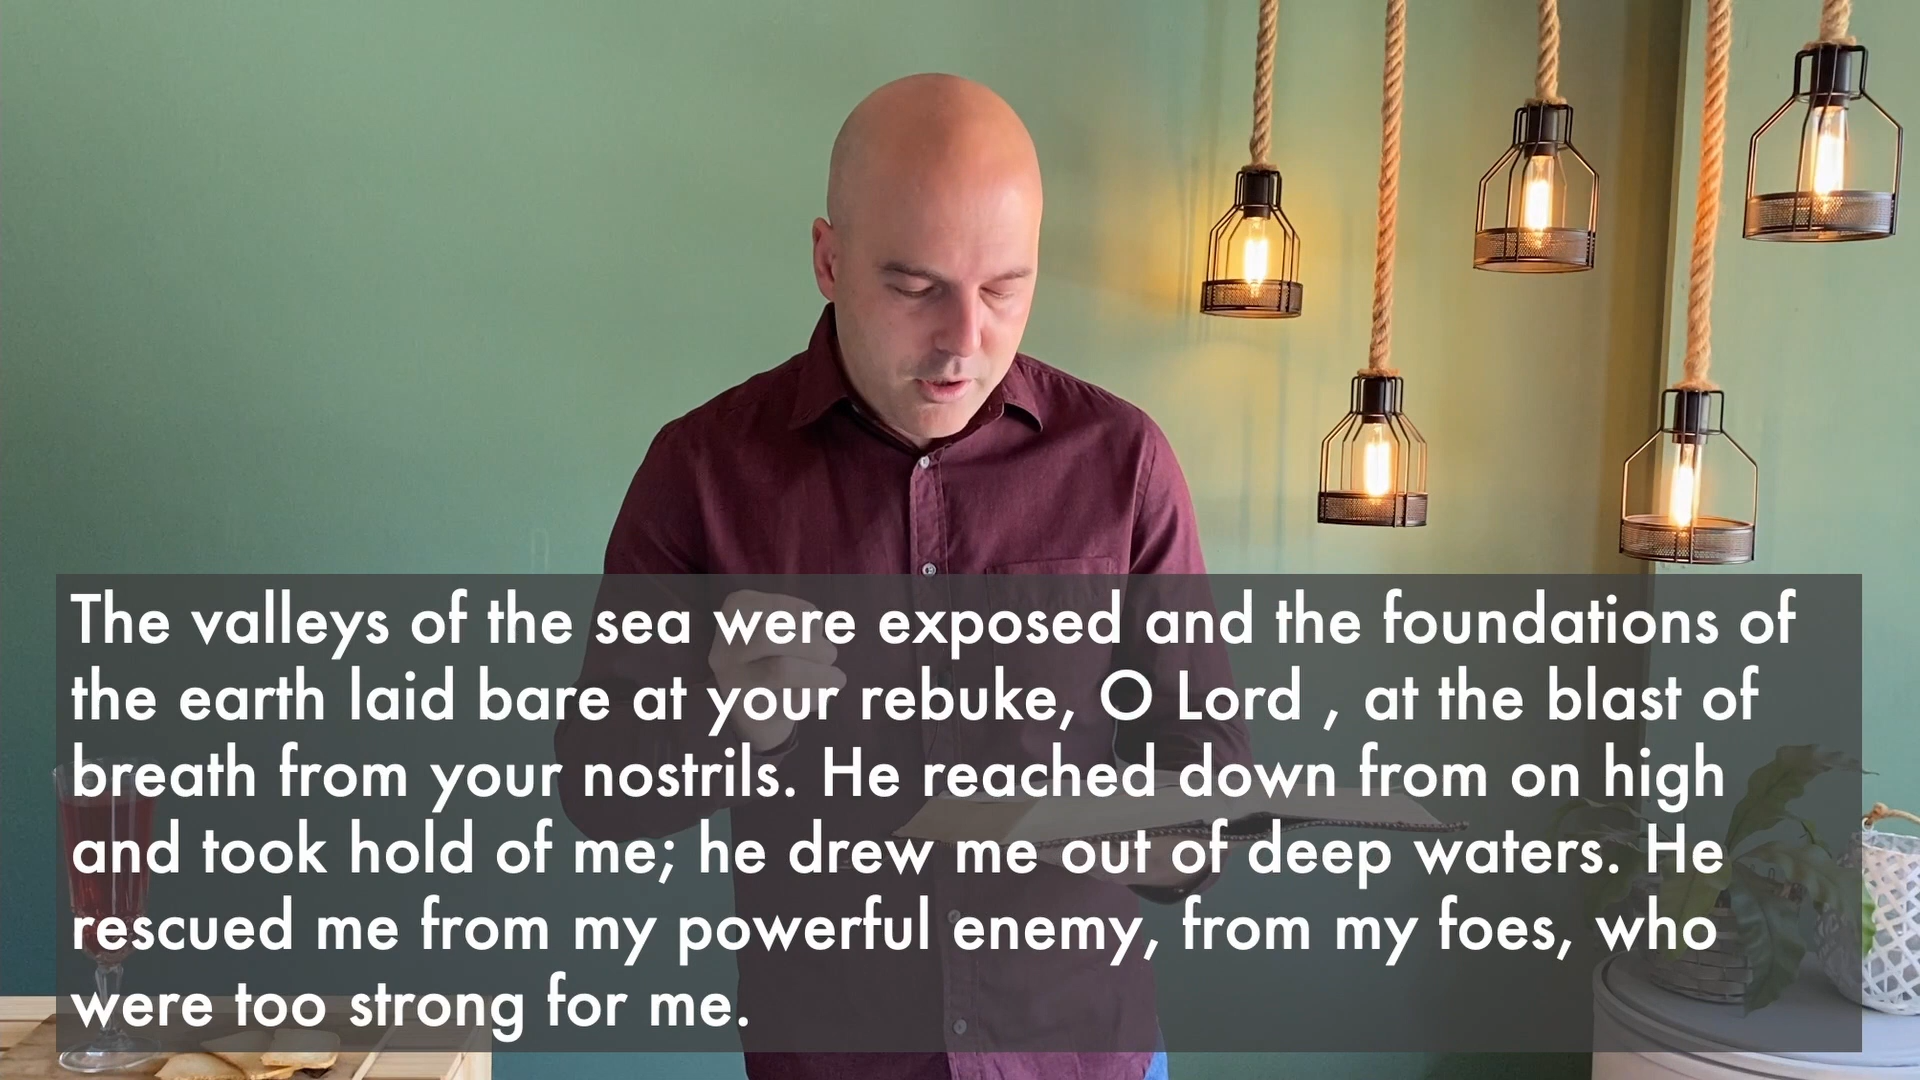 The valleys of the sea were exposed and the foundations of
the earth laid bare at your rebuke, O Lord , at the blast of
breath from your nostrils. He reached down from on high
and took hold of me; he drew me out of deep waters. He
rescued me from my powerful enemy, from my foes, who
were too strong for me.